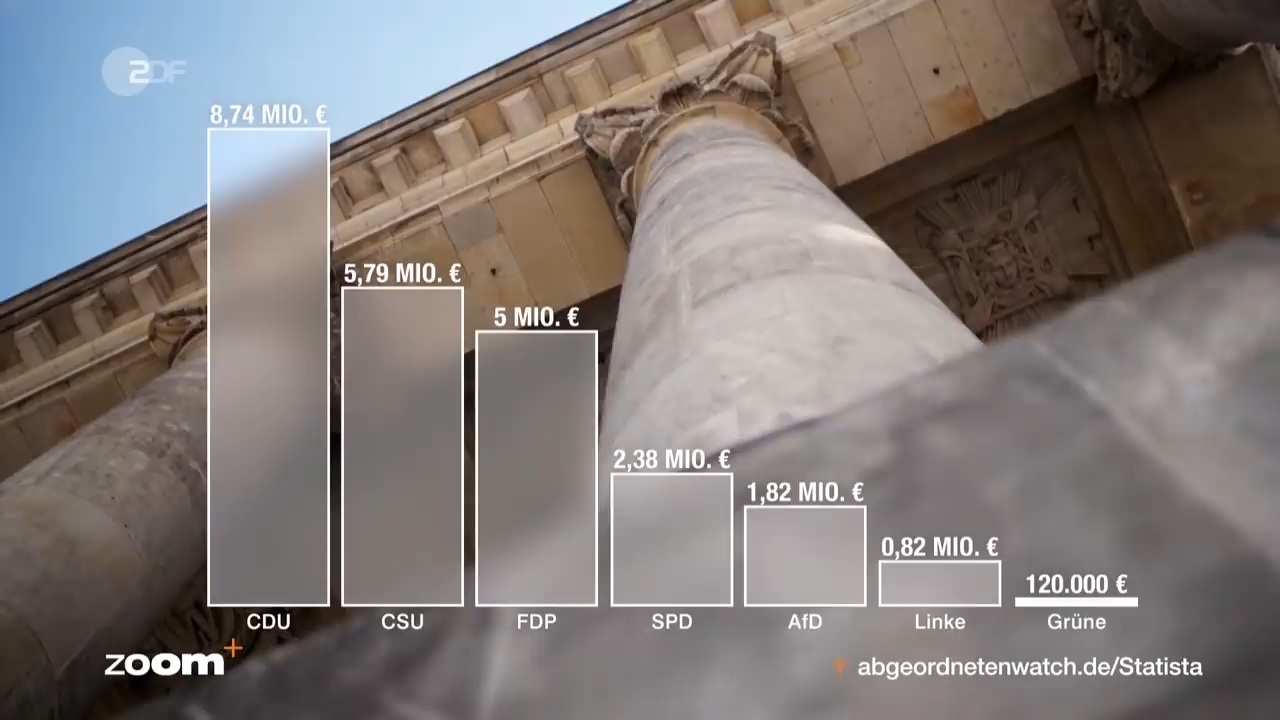 ZDF
8,74 MIO. €
5,79 MIO. €
5 MIO. €
2,38 MIO. €
1,82 MIO. €
0,82 MIO. €
120.000 €
CDU
CSU
FDP
SPD
AfD
Linke
Grüne
zoom+
+ abgeordnetenwatch.de/Statista